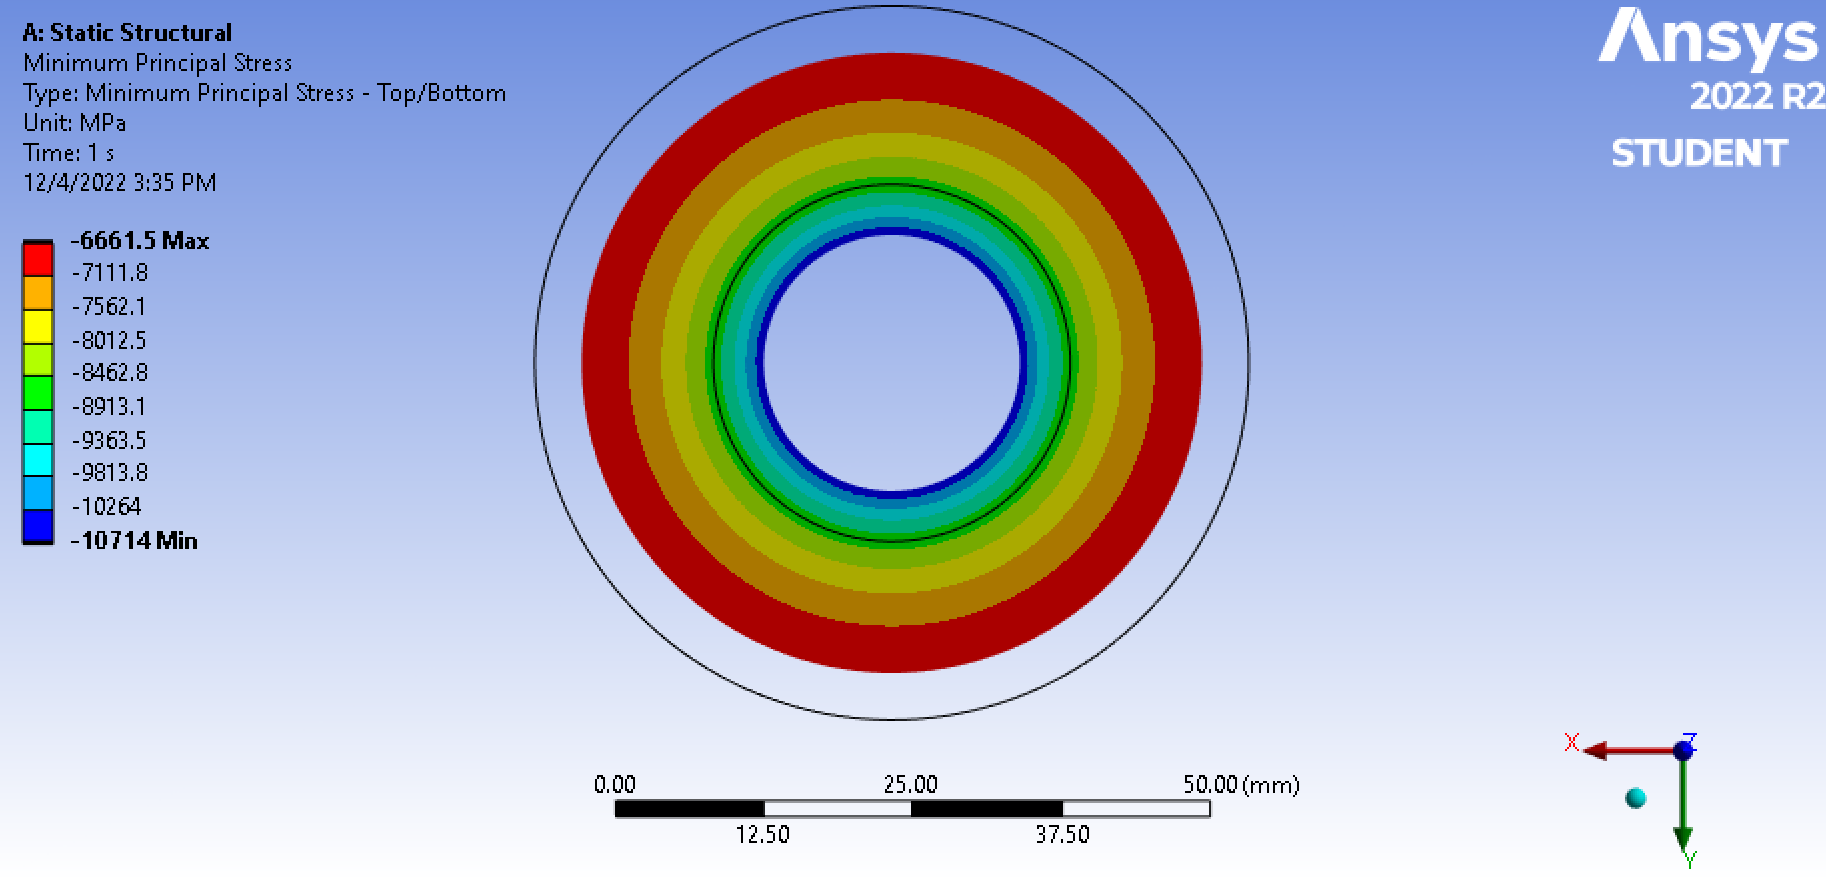 A: Static Structural
Minimum Principal Stress
Type: Minimum Principal Stress - Top/Bottom
Unit: MPa
Time: 1 s
12/4/2022 3:35 PM
-6661.5 Max
-7111.8
-7562.1
-8012.5
-8462.8
-8913.1
-9363.5
-9813.8
-10264
-10714 Min
Ansys
2022 R2
STUDENT
0.00 25.00 50.00 (mm)
12.50 37.50
X Z
Y